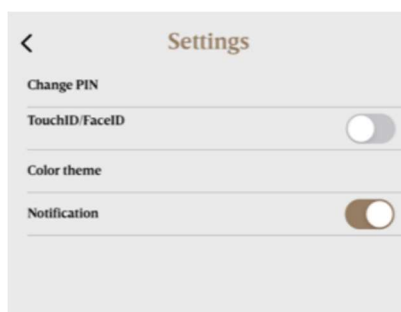 Settings
Change PIN
TouchID/FaceID
Color theme
Notification